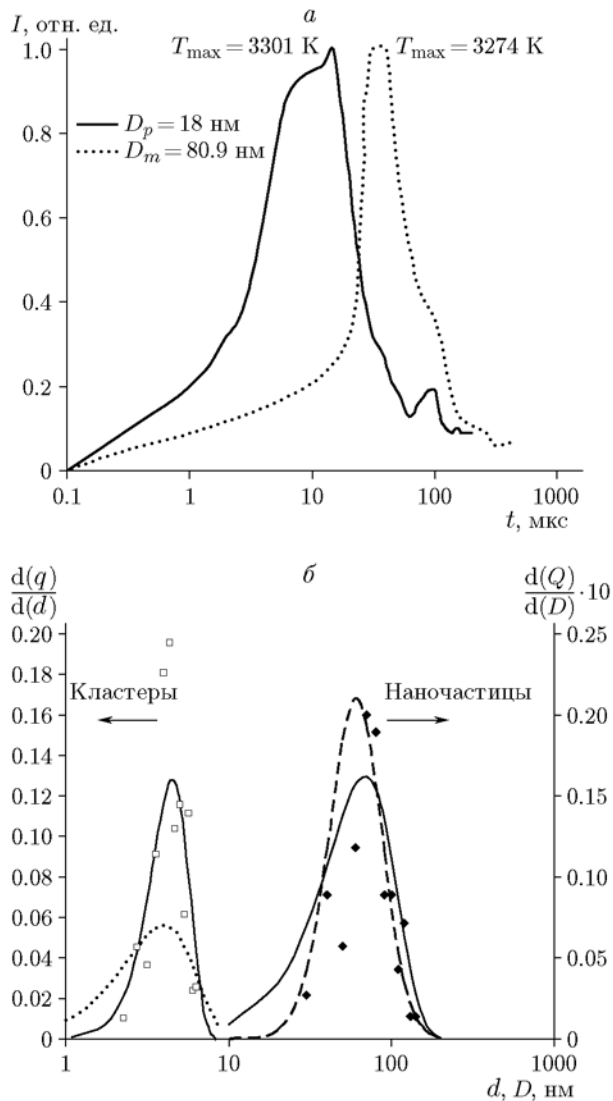 I, отн. ед.
а
T_max = 3301 К
T_max = 3274 К
1.0
D_p = 18 нм
D_m = 80.9 нм
0.8
0.6
0.4
0.2
0
0.1 1 10 100 1000
t, мкс
б
d(q)/d(d)
d(Q)/d(D) · 10
0.20 0.25
0.18
Кластеры
Наночастицы
0.16 0.20
0.14
0.12 0.15
0.10
0.08 0.10
0.06
0.04 0.05
0.02
0 0
1 10 100 1000
d, D, нм